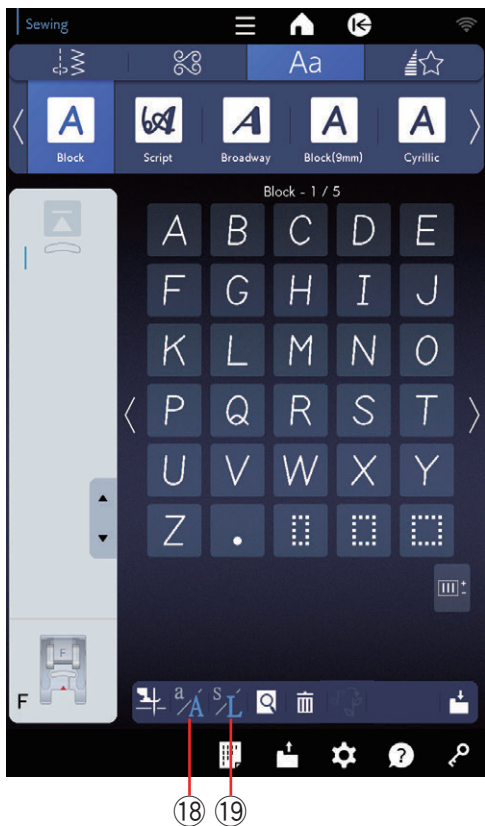 Sewing
Aa
A A A A A
Block Script Broadway Block(9mm) Cyrillic
Block - 1 / 5
A B C D E
F G H I J
K L M N O
P Q R S T
U V W X Y
Z .
F
F
a/A S/L
?
⑱ ⑲